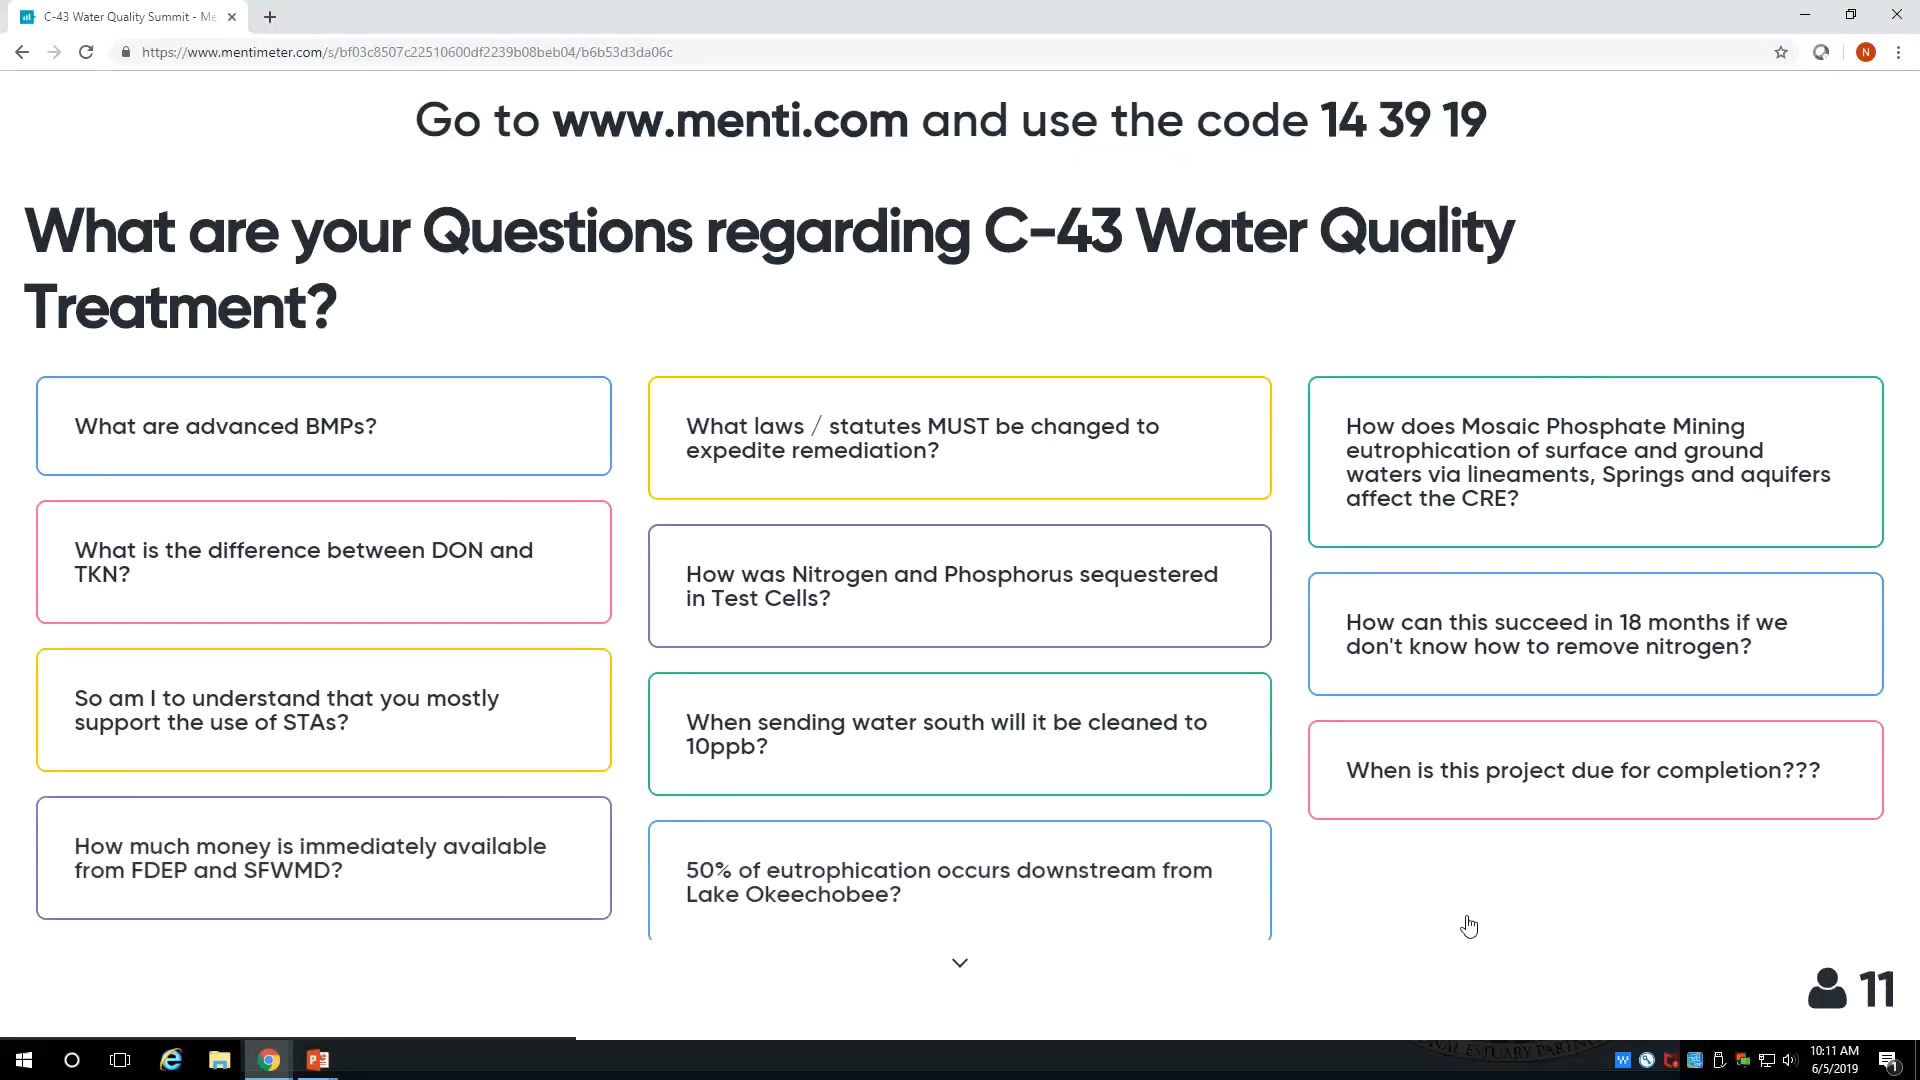 C-43 Water Quality Summit - Me
https://www.mentimeter.com/s/bf03c8507c22510600df2239b08beb04/b6b53d3da06c
N
Go to www.menti.com and use the code 14 39 19
What are your Questions regarding C-43 Water Quality
Treatment?
What are advanced BMPs?
What is the difference between DON and
TKN?
So am I to understand that you mostly
support the use of STAs?
How much money is immediately available
from FDEP and SFWMD?
What laws / statutes MUST be changed to
expedite remediation?
How was Nitrogen and Phosphorus sequestered
in Test Cells?
When sending water south will it be cleaned to
10ppb?
50% of eutrophication occurs downstream from
Lake Okeechobee?
How does Mosaic Phosphate Mining
eutrophication of surface and ground
waters via lineaments, Springs and aquifers
affect the CRE?
How can this succeed in 18 months if we
don't know how to remove nitrogen?
When is this project due for completion???
11
10:11 AM
6/5/2019
1